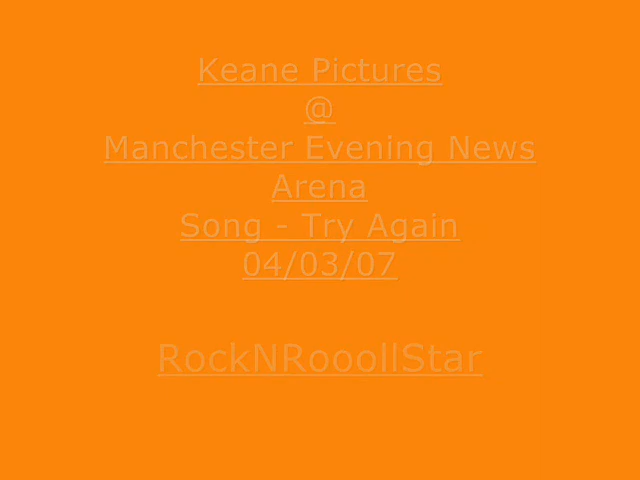 Keane Pictures
@
Manchester Evening News
Arena
Song - Try Again
04/03/07
RockNRooollStar